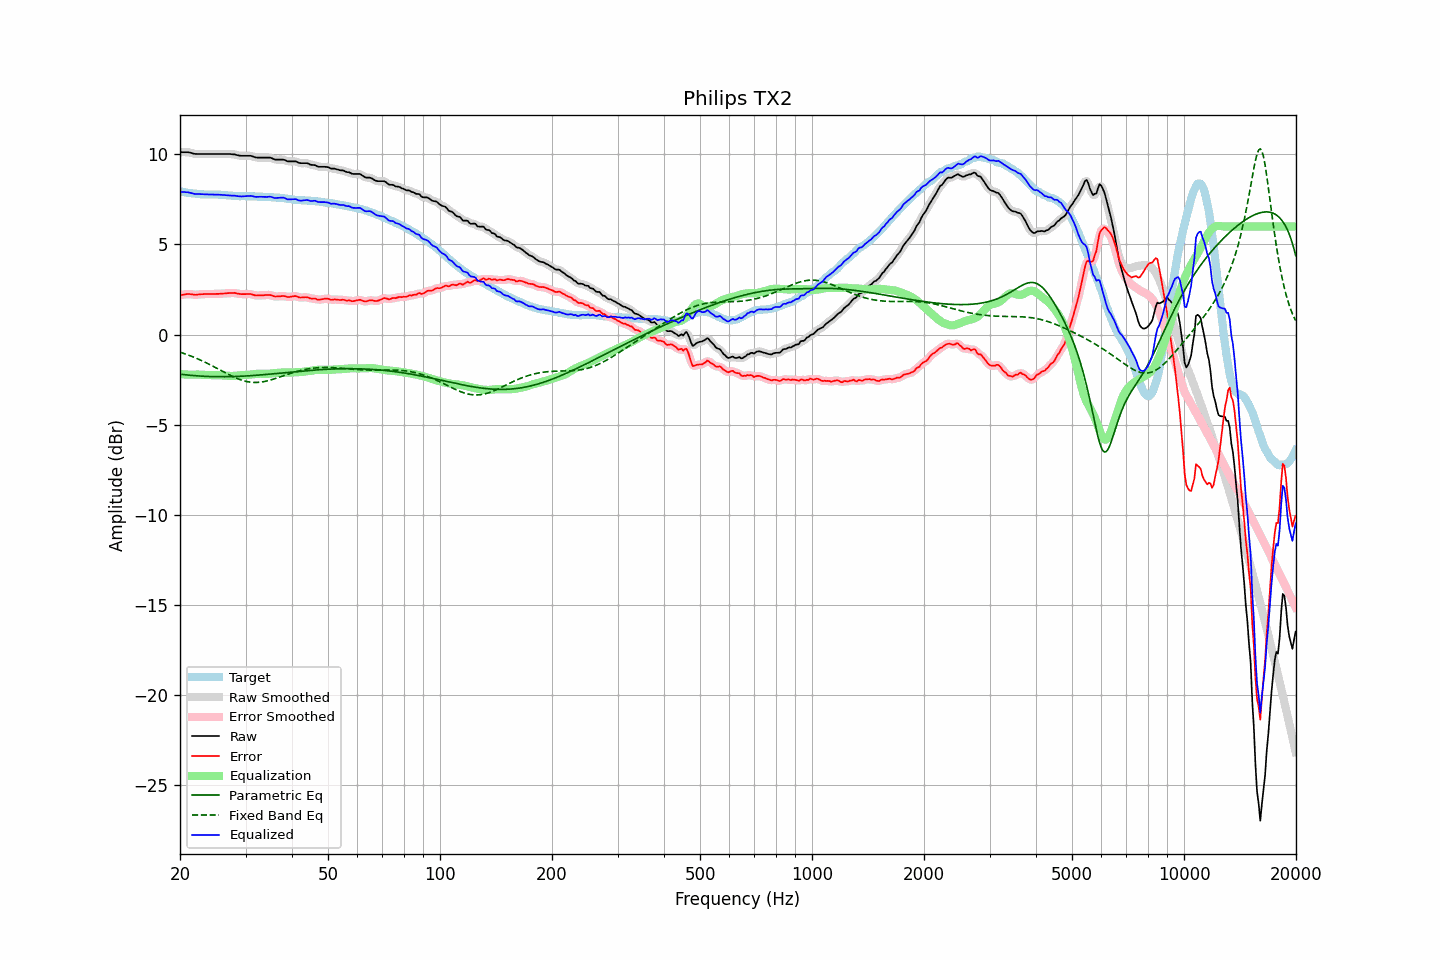 Philips TX2
Amplitude (dBr)
10
5
0
−5
−10
−15
−20
−25
Target
Raw Smoothed
Error Smoothed
Raw
Error
Equalization
Parametric Eq
Fixed Band Eq
Equalized
20 50 100 200 500 1000 2000 5000 10000 20000
Frequency (Hz)